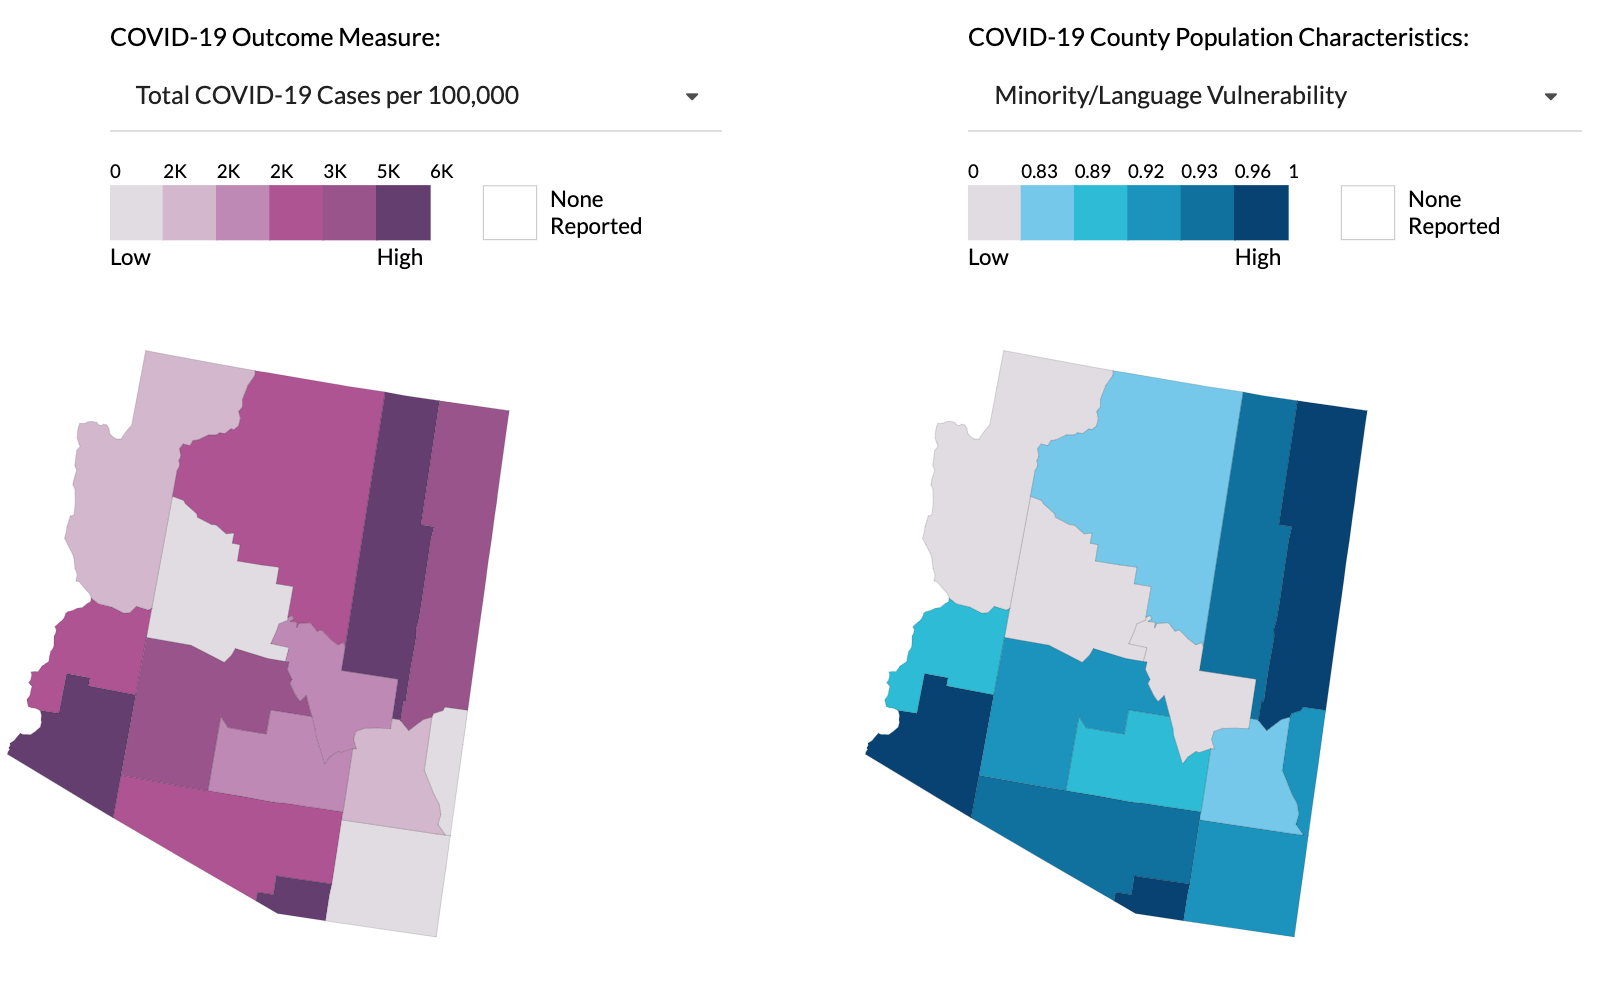 COVID-19 Outcome Measure:
Total COVID-19 Cases per 100,000
0 2K 2K 2K 3K 5K 6K
None
Reported
Low High
COVID-19 County Population Characteristics:
Minority/Language Vulnerability
0 0.83 0.89 0.92 0.93 0.96 1
None
Reported
Low High